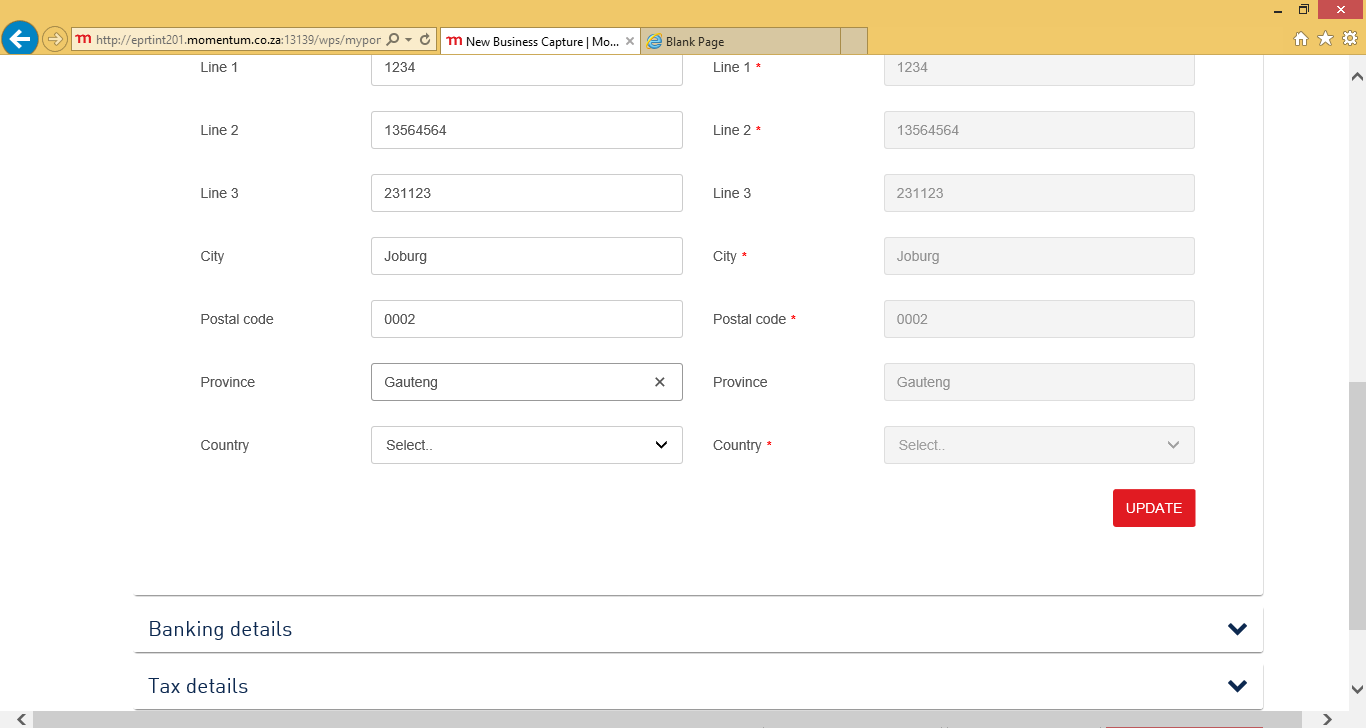 http://eprtint201.momentum.co.za:13139/wps/mypor
m New Business Capture | Mo...
Blank Page
Line 1 1234 Line 1 * 1234
Line 2 13564564 Line 2 * 13564564
Line 3 231123 Line 3 231123
City Joburg City * Joburg
Postal code 0002 Postal code * 0002
Province Gauteng Province Gauteng
Country Select.. Country * Select..
UPDATE
Banking details
Tax details